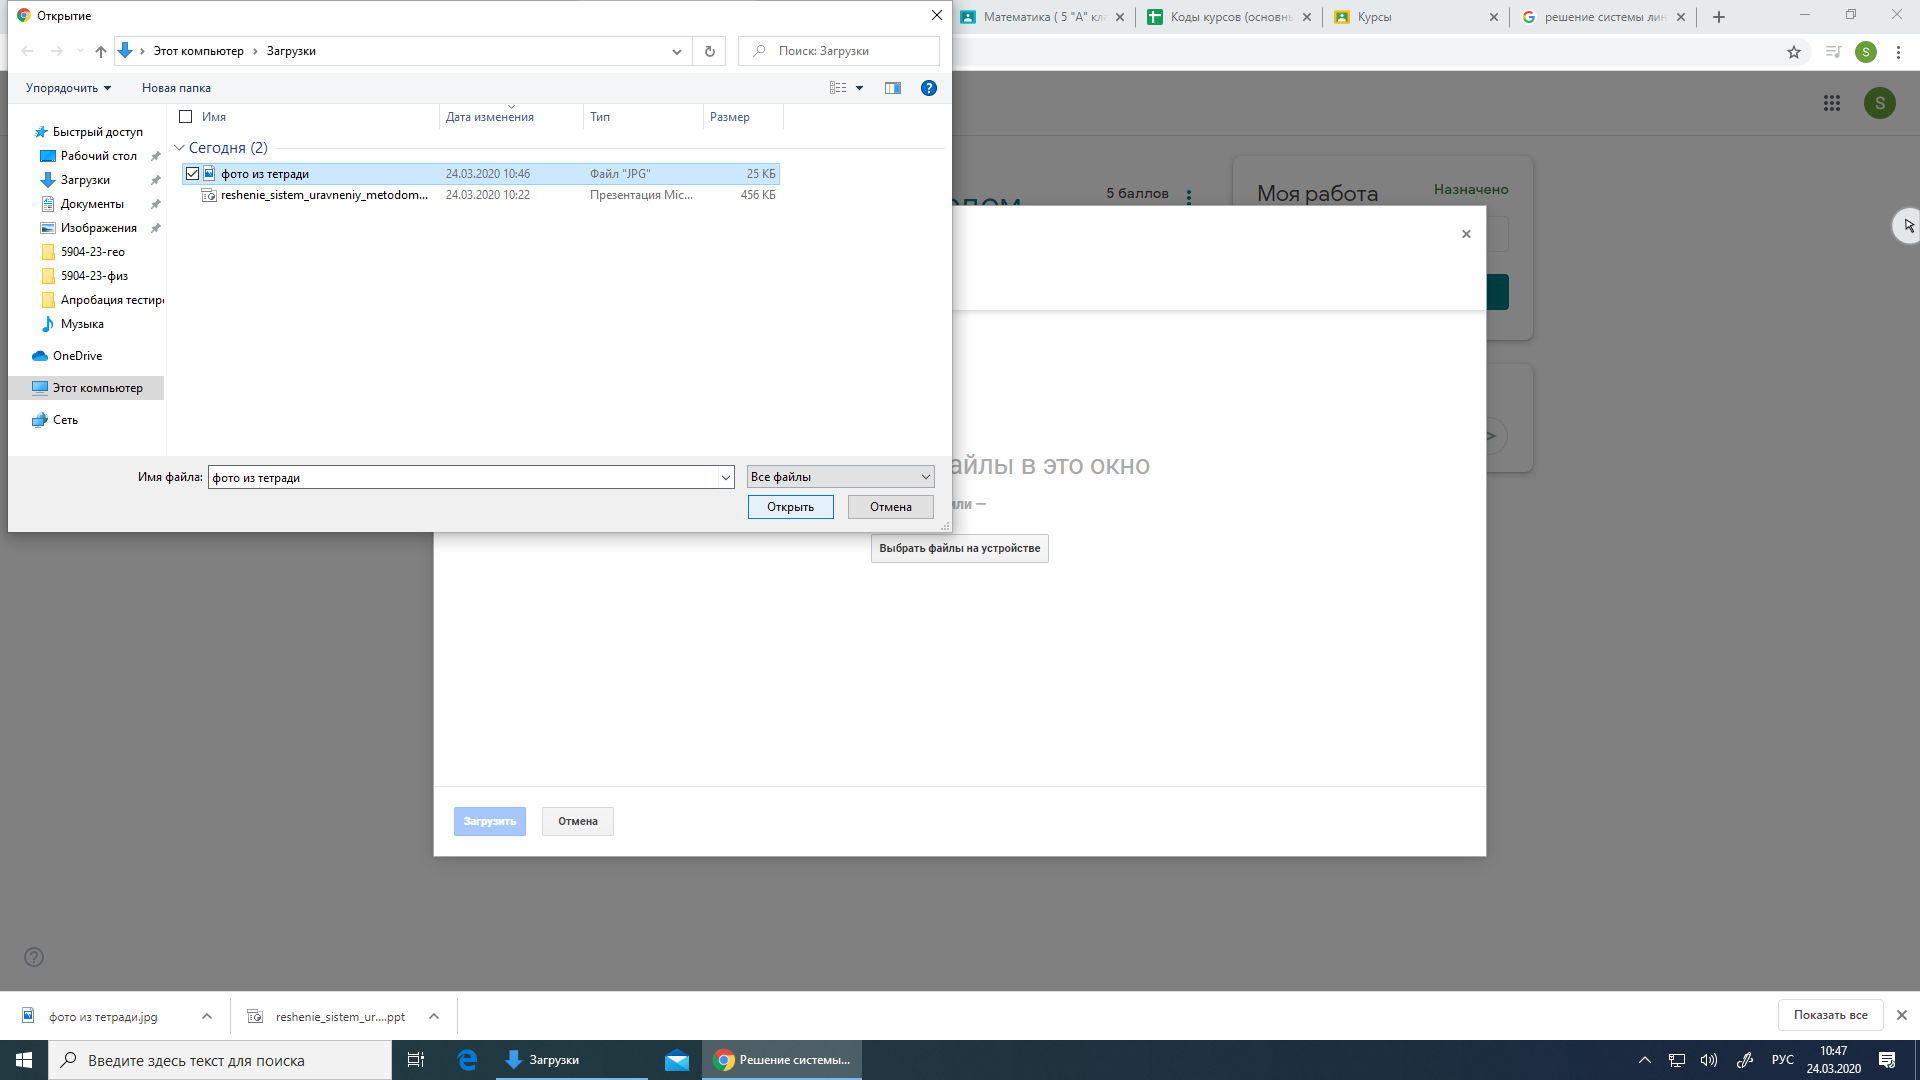 Открытие
Математика ( 5 "А" кла
Коды курсов (основны
Курсы
решение системы лин
Этот компьютер
Загрузки
Поиск: Загрузки
S
Упорядочить
Новая папка
?
S
Имя
Дата изменения
Тип
Размер
Быстрый доступ
Рабочий стол
Загрузки
Документы
Изображения
5904-23-гео
5904-23-физ
Апробация тестир
Музыка
OneDrive
Этот компьютер
Сеть
Сегодня (2)
фото из тетради
24.03.2020 10:46
Файл "JPG"
25 КБ
reshenie_sistem_uravneniy_metodom...
24.03.2020 10:22
Презентация Mic...
456 КБ
5 баллов
Моя работа
Назначено
Имя файла:
фото из тетради
Все файлы
Открыть
Отмена
айлы в это окно
или —
Выбрать файлы на устройстве
Загрузить
Отмена
?
фото из тетради.jpg
reshenie_sistem_ur....ppt
Показать все
Введите здесь текст для поиска
Загрузки
Решение системы...
РУС
10:47
24.03.2020